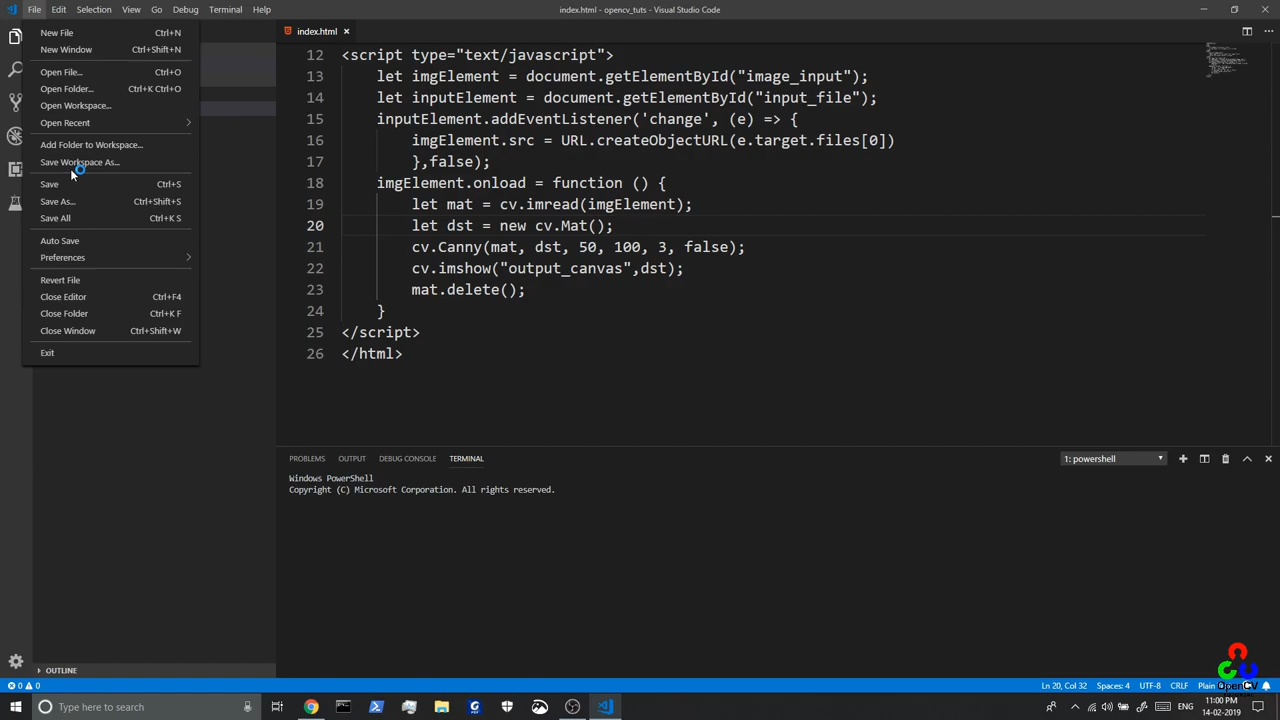 File Edit Selection View Go Debug Terminal Help
index.html - opencv_tuts - Visual Studio Code
New File Ctrl+N
New Window Ctrl+Shift+N
Open File... Ctrl+O
Open Folder... Ctrl+K Ctrl+O
Open Workspace...
Open Recent
Add Folder to Workspace...
Save Workspace As...
Save Ctrl+S
Save As... Ctrl+Shift+S
Save All Ctrl+K S
Auto Save
Preferences
Revert File
Close Editor Ctrl+F4
Close Folder Ctrl+K F
Close Window Ctrl+Shift+W
Exit
OUTLINE
index.html
12 <script type="text/javascript">
13 let imgElement = document.getElementById("image_input");
14 let inputElement = document.getElementById("input_file");
15 inputElement.addEventListener('change', (e) => {
16 imgElement.src = URL.createObjectURL(e.target.files[0])
17 },false);
18 imgElement.onload = function () {
19 let mat = cv.imread(imgElement);
20 let dst = new cv.Mat();
21 cv.Canny(mat, dst, 50, 100, 3, false);
22 cv.imshow("output_canvas",dst);
23 mat.delete();
24 }
25 </script>
26 </html>
PROBLEMS OUTPUT DEBUG CONSOLE TERMINAL
1: powershell
Windows PowerShell
Copyright (C) Microsoft Corporation. All rights reserved.
0 0
Ln 20, Col 32 Spaces: 4 UTF-8 CRLF Plain
OpenCV
Type here to search
ENG
11:00 PM
14-02-2019